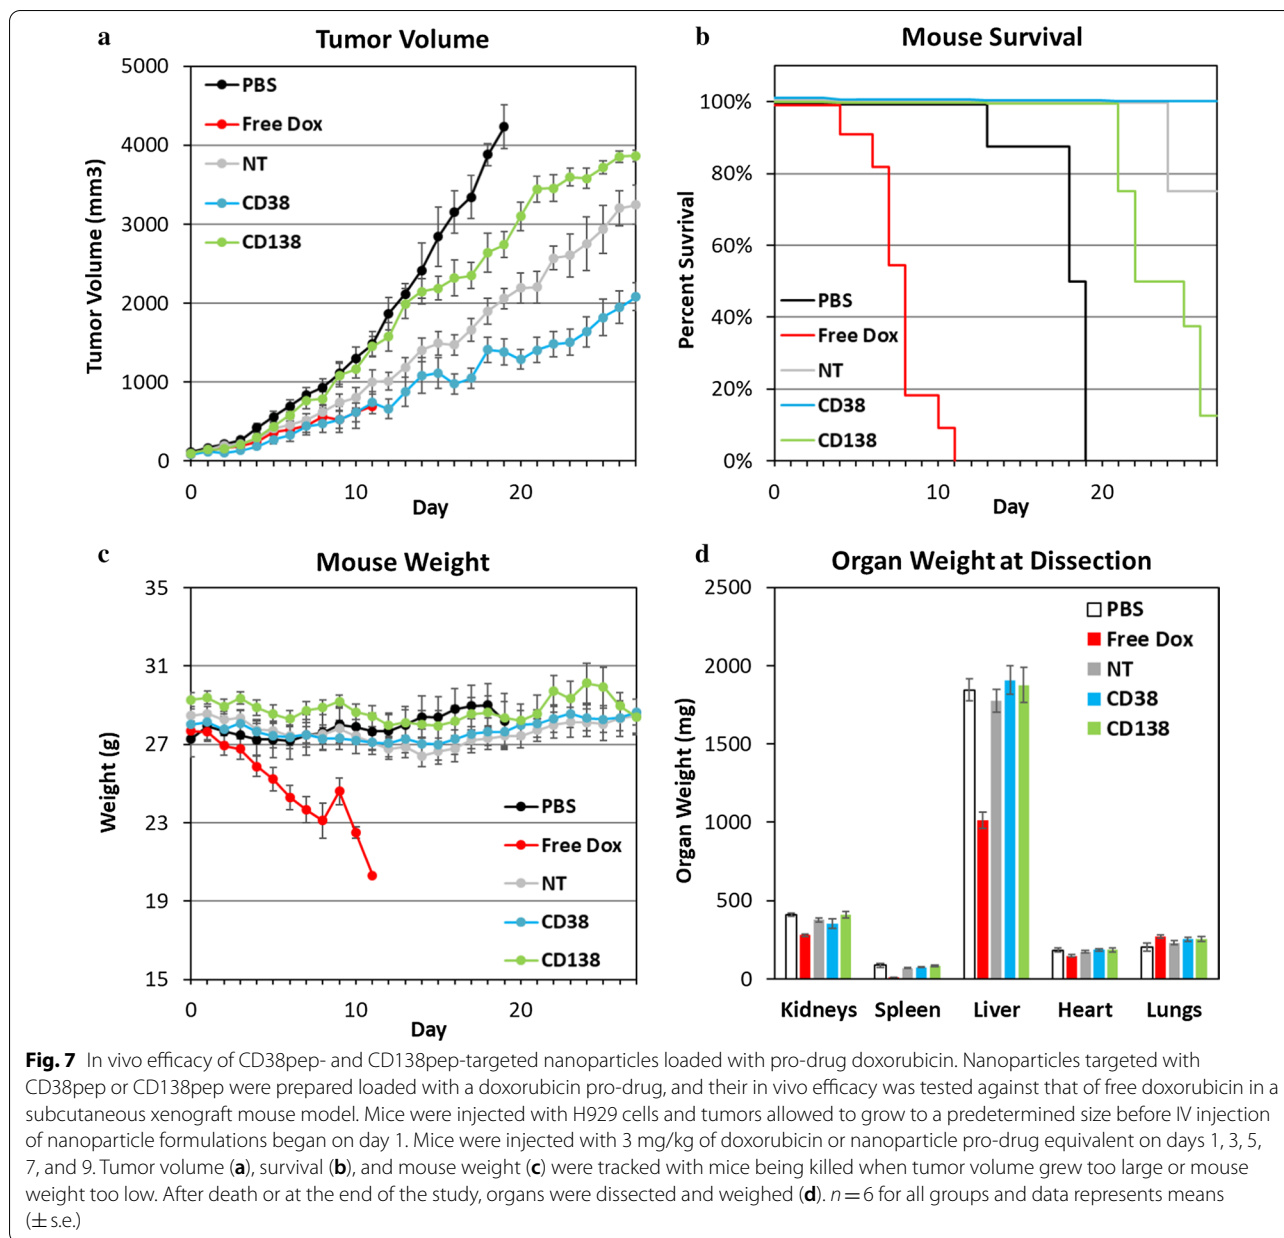 a
Tumor Volume
5000
4000
3000
2000
1000
0
Tumor Volume (mm3)
PBS
Free Dox
NT
CD38
CD138
0
10
20
Day
b
Mouse Survival
100%
80%
60%
40%
20%
0%
Percent Suvrival
PBS
Free Dox
NT
CD38
CD138
0
10
20
Day
c
Mouse Weight
35
31
27
23
19
15
Weight (g)
PBS
Free Dox
NT
CD38
CD138
0
10
20
Day
d
Organ Weight at Dissection
2500
2000
1500
1000
500
0
Organ Weight (mg)
PBS
Free Dox
NT
CD38
CD138
Kidneys
Spleen
Liver
Heart
Lungs
Fig. 7 In vivo efficacy of CD38pep- and CD138pep-targeted nanoparticles loaded with pro-drug doxorubicin. Nanoparticles targeted with
CD38pep or CD138pep were prepared loaded with a doxorubicin pro-drug, and their in vivo efficacy was tested against that of free doxorubicin in a
subcutaneous xenograft mouse model. Mice were injected with H929 cells and tumors allowed to grow to a predetermined size before IV injection
of nanoparticle formulations began on day 1. Mice were injected with 3 mg/kg of doxorubicin or nanoparticle pro-drug equivalent on days 1, 3, 5,
7, and 9. Tumor volume (a), survival (b), and mouse weight (c) were tracked with mice being killed when tumor volume grew too large or mouse
weight too low. After death or at the end of the study, organs were dissected and weighed (d). n = 6 for all groups and data represents means
(± s.e.)